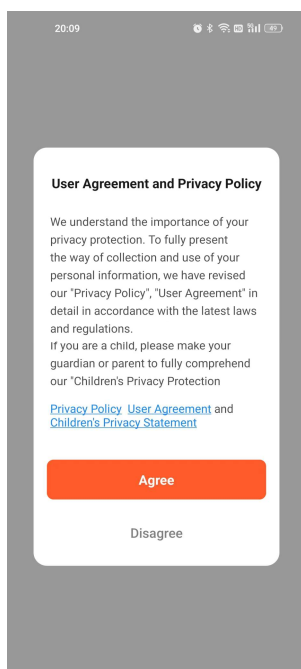 20:09
49
User Agreement and Privacy Policy
We understand the importance of your
privacy protection. To fully present
the way of collection and use of your
personal information, we have revised
our "Privacy Policy", "User Agreement" in
detail in accordance with the latest laws
and regulations.
If you are a child, please make your
guardian or parent to fully comprehend
our "Children's Privacy Protection
Privacy Policy User Agreement and
Children's Privacy Statement
Agree
Disagree